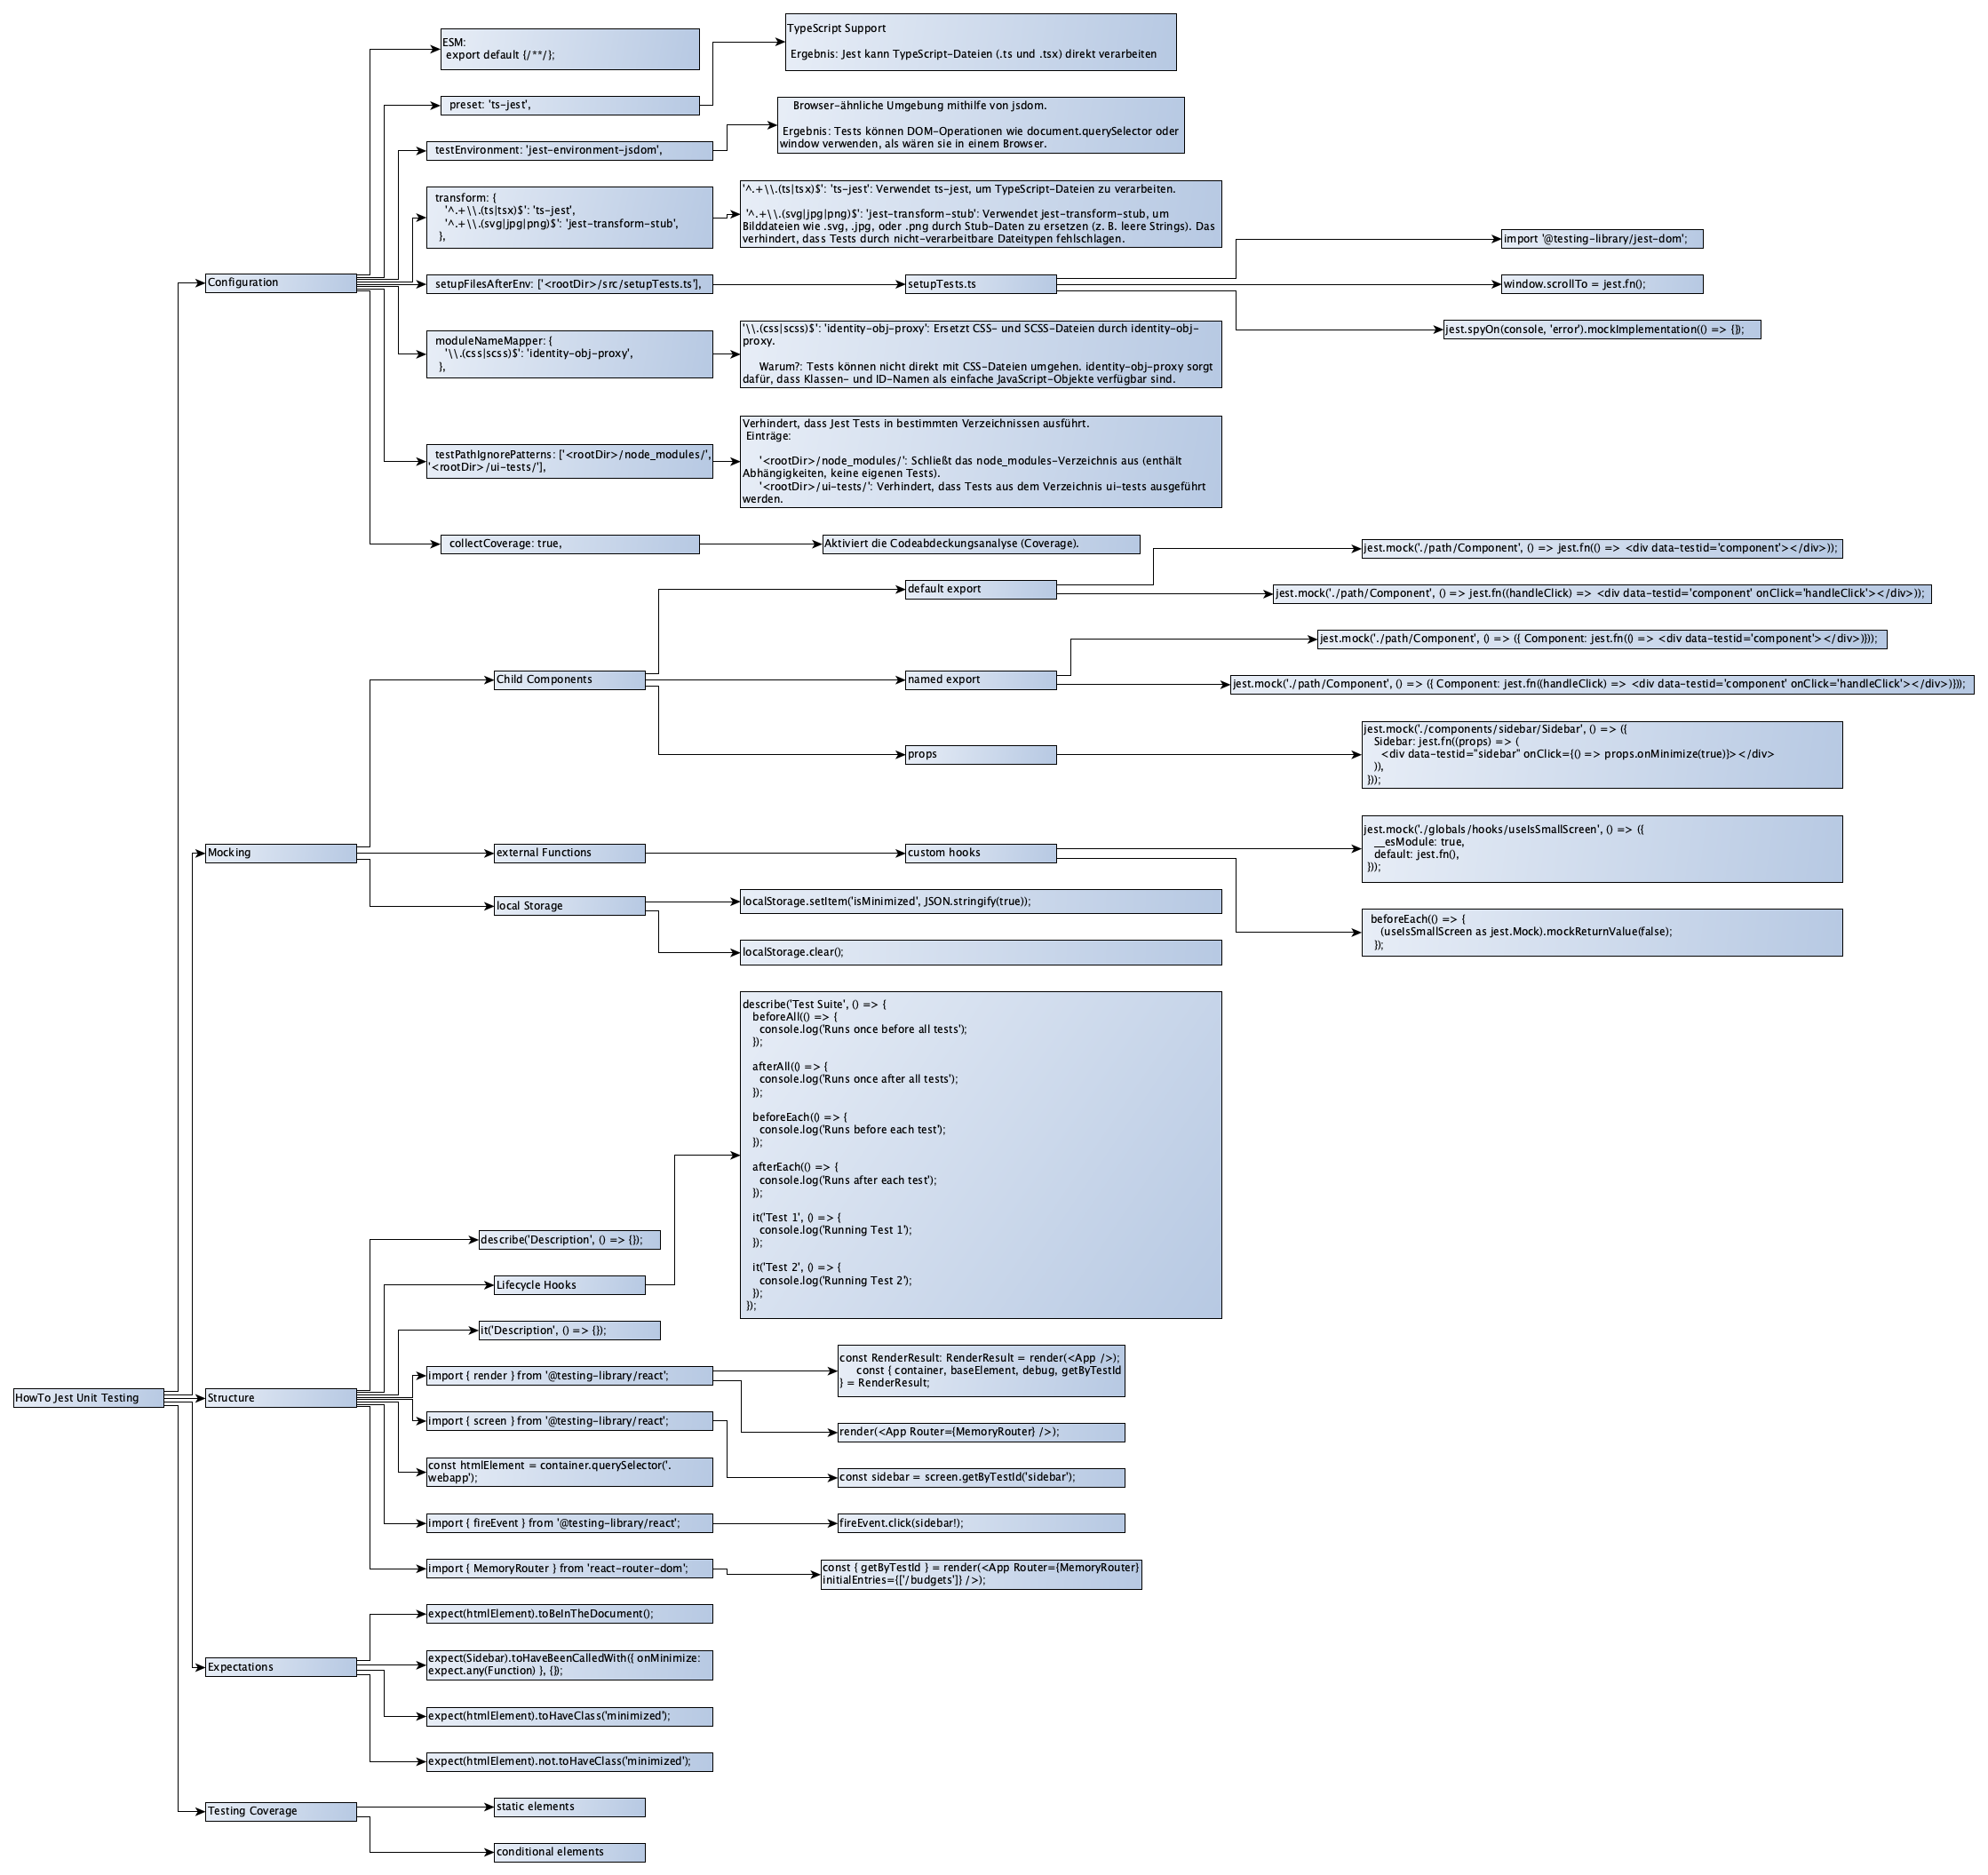 ESM:
export default {/**/};
TypeScript Support
Ergebnis: Jest kann TypeScript-Dateien (.ts und .tsx) direkt verarbeiten
preset: 'ts-jest',
Browser-ähnliche Umgebung mithilfe von jsdom.
Ergebnis: Tests können DOM-Operationen wie document.querySelector oder
window verwenden, als wären sie in einem Browser.
testEnvironment: 'jest-environment-jsdom',
transform: {
'^.+\\.(ts|tsx)$': 'ts-jest',
'^.+\\.(svg|jpg|png)$': 'jest-transform-stub',
},
'^.+\\.(ts|tsx)$': 'ts-jest': Verwendet ts-jest, um TypeScript-Dateien zu verarbeiten.
'^.+\\.(svg|jpg|png)$': 'jest-transform-stub': Verwendet jest-transform-stub, um
Bilddateien wie .svg, .jpg, oder .png durch Stub-Daten zu ersetzen (z. B. leere Strings). Das
verhindert, dass Tests durch nicht-verarbeitbare Dateitypen fehlschlagen.
Configuration
setupFilesAfterEnv: ['<rootDir>/src/setupTests.ts'],
setupTests.ts
import '@testing-library/jest-dom';
window.scrollTo = jest.fn();
jest.spyOn(console, 'error').mockImplementation(() => {});
moduleNameMapper: {
'\\.(css|scss)$': 'identity-obj-proxy',
},
'\\.(css|scss)$': 'identity-obj-proxy': Ersetzt CSS- und SCSS-Dateien durch identity-obj-
proxy.
Warum?: Tests können nicht direkt mit CSS-Dateien umgehen. identity-obj-proxy sorgt
dafür, dass Klassen- und ID-Namen als einfache JavaScript-Objekte verfügbar sind.
testPathIgnorePatterns: ['<rootDir>/node_modules/',
'<rootDir>/ui-tests/'],
Verhindert, dass Jest Tests in bestimmten Verzeichnissen ausführt.
Einträge:
'<rootDir>/node_modules/': Schließt das node_modules-Verzeichnis aus (enthält
Abhängigkeiten, keine eigenen Tests).
'<rootDir>/ui-tests/': Verhindert, dass Tests aus dem Verzeichnis ui-tests ausgeführt
werden.
collectCoverage: true,
Aktiviert die Codeabdeckungsanalyse (Coverage).
Mocking
Child Components
default export
jest.mock('./path/Component', () => jest.fn(() => <div data-testid='component'></div>));
jest.mock('./path/Component', () => jest.fn((handleClick) => <div data-testid='component' onClick='handleClick'></div>));
named export
jest.mock('./path/Component', () => ({ Component: jest.fn(() => <div data-testid='component'></div>)}));
jest.mock('./path/Component', () => ({ Component: jest.fn((handleClick) => <div data-testid='component' onClick='handleClick'></div>)}));
props
jest.mock('./components/sidebar/Sidebar', () => ({
Sidebar: jest.fn((props) => (
<div data-testid="sidebar" onClick={() => props.onMinimize(true)}></div>
)),
}));
external Functions
custom hooks
jest.mock('./globals/hooks/useIsSmallScreen', () => ({
__esModule: true,
default: jest.fn(),
}));
beforeEach(() => {
(useIsSmallScreen as jest.Mock).mockReturnValue(false);
});
local Storage
localStorage.setItem('isMinimized', JSON.stringify(true));
localStorage.clear();
HowTo Jest Unit Testing
Structure
describe('Description', () => {});
Lifecycle Hooks
describe('Test Suite', () => {
beforeAll(() => {
console.log('Runs once before all tests');
});
afterAll(() => {
console.log('Runs once after all tests');
});
beforeEach(() => {
console.log('Runs before each test');
});
afterEach(() => {
console.log('Runs after each test');
});
it('Test 1', () => {
console.log('Running Test 1');
});
it('Test 2', () => {
console.log('Running Test 2');
});
});
it('Description', () => {});
import { render } from '@testing-library/react';
const RenderResult: RenderResult = render(<App />);
const { container, baseElement, debug, getByTestId
} = RenderResult;
render(<App Router={MemoryRouter} />);
import { screen } from '@testing-library/react';
const sidebar = screen.getByTestId('sidebar');
const htmlElement = container.querySelector('.
webapp');
import { fireEvent } from '@testing-library/react';
fireEvent.click(sidebar!);
import { MemoryRouter } from 'react-router-dom';
const { getByTestId } = render(<App Router={MemoryRouter}
initialEntries={['/budgets']} />);
Expectations
expect(htmlElement).toBeInTheDocument();
expect(Sidebar).toHaveBeenCalledWith({ onMinimize:
expect.any(Function) }, {});
expect(htmlElement).toHaveClass('minimized');
expect(htmlElement).not.toHaveClass('minimized');
Testing Coverage
static elements
conditional elements